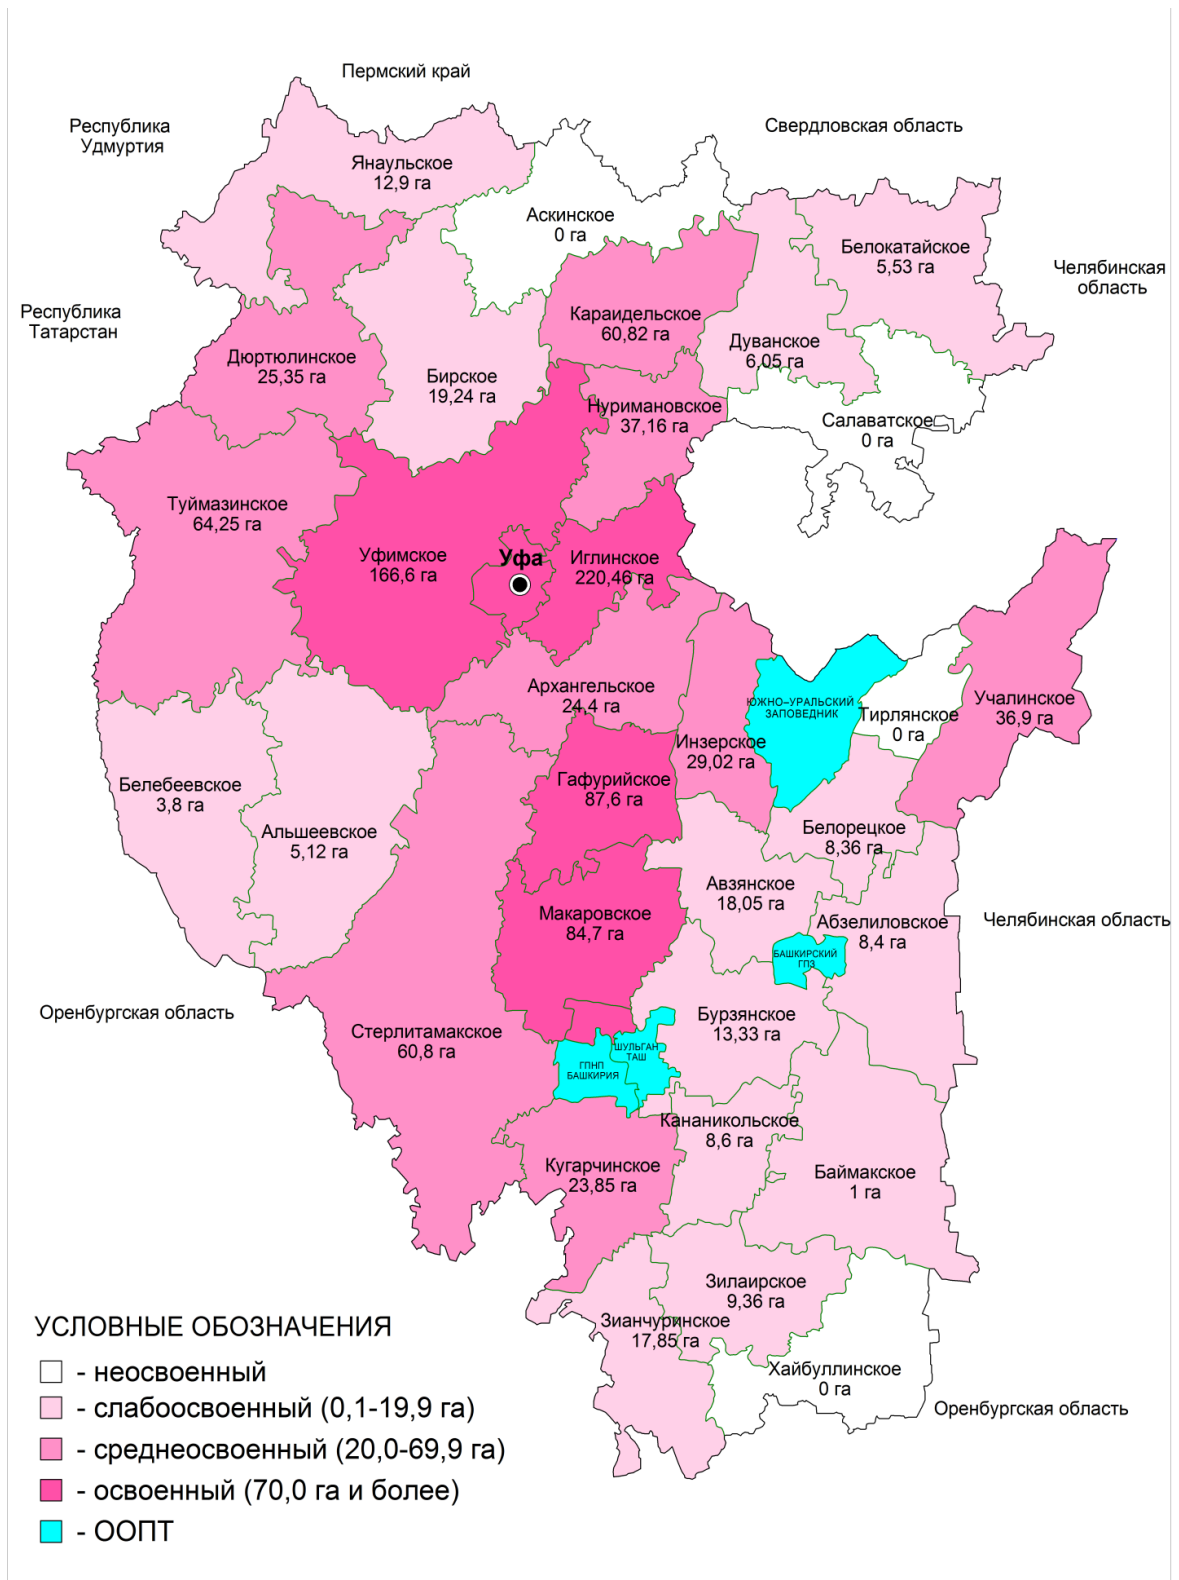 Пермский край
Республика
Удмуртия
Свердловская область
Янаульское
12,9 га
Аскинское
0 га
Белокатайское
5,53 га
Челябинская
область
Республика
Татарстан
Караидельское
60,82 га
Дуванское
6,05 га
Дюртюлинское
25,35 га
Бирское
19,24 га
Нуримановское
37,16 га
Салаватское
0 га
Туймазинское
64,25 га
Уфимское
166,6 га
Уфа
Иглинское
220,46 га
Архангельское
24,4 га
ЮЖНО-УРАЛЬСКИЙ
ЗАПОВЕДНИК
Тирлянское
0 га
Учалинское
36,9 га
Инзерское
29,02 га
Белебеевское
3,8 га
Гафурийское
87,6 га
Альшеевское
5,12 га
Белорецкое
8,36 га
Авзянское
18,05 га
Макаровское
84,7 га
Абзелиловское
8,4 га
Челябинская область
БАШКИРСКИЙ
ГПЗ
Оренбургская область
Стерлитамакское
60,8 га
Бурзянское
13,33 га
ШУЛЬГАН
ТАШ
ГПНП
БАШКИРИЯ
Кананикольское
8,6 га
Кугарчинское
23,85 га
Баймакское
1 га
Зилаирское
9,36 га
Зианчуринское
17,85 га
Хайбуллинское
0 га
Оренбургская область
УСЛОВНЫЕ ОБОЗНАЧЕНИЯ
- неосвоенный
- слабоосвоенный (0,1-19,9 га)
- среднеосвоенный (20,0-69,9 га)
- освоенный (70,0 га и более)
- ООПТ